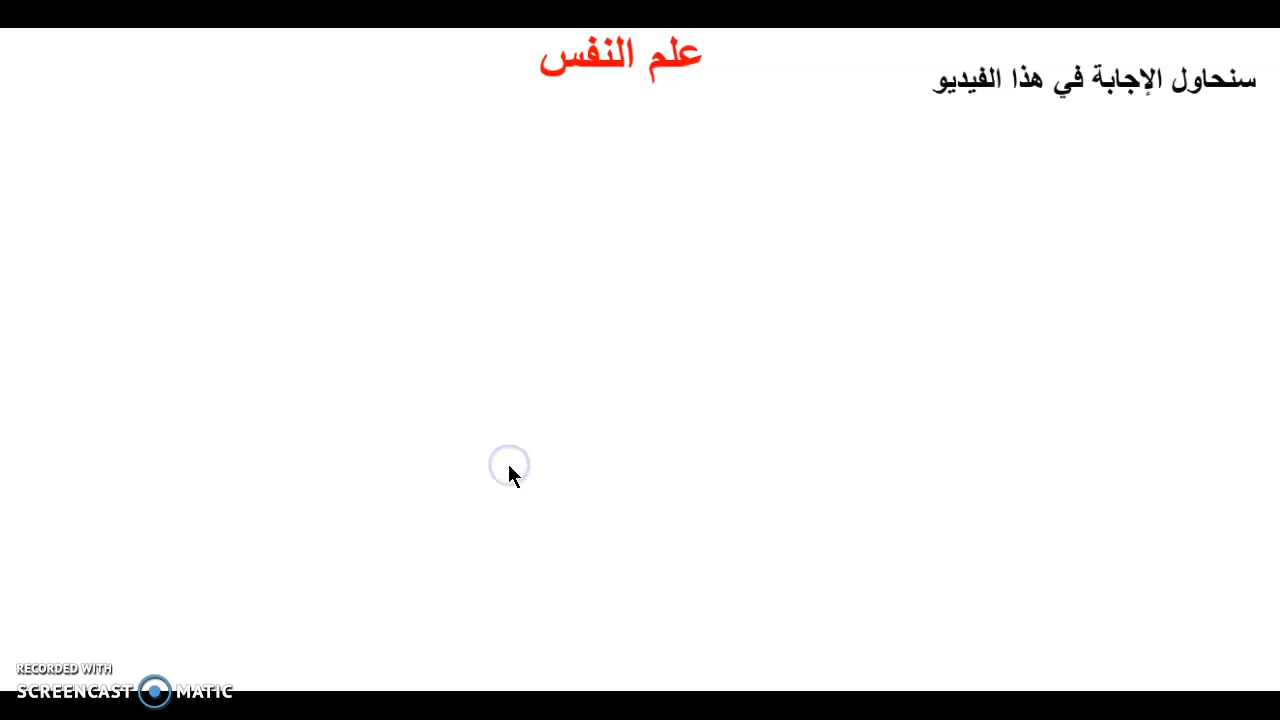 علم النفس
سنحاول الإجابة في هذا الفيديو
RECORDED WITH
SCREENCAST MATIC